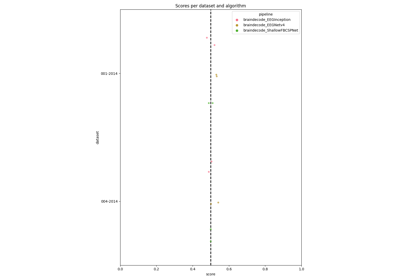 Scores per dataset and algorithm
pipeline
braindecode_EEGInception
braindecode_EEGNetv4
braindecode_ShallowFBCSPNet
001-2014
dataset
004-2014
0.0 0.2 0.4 0.6 0.8 1.0
score